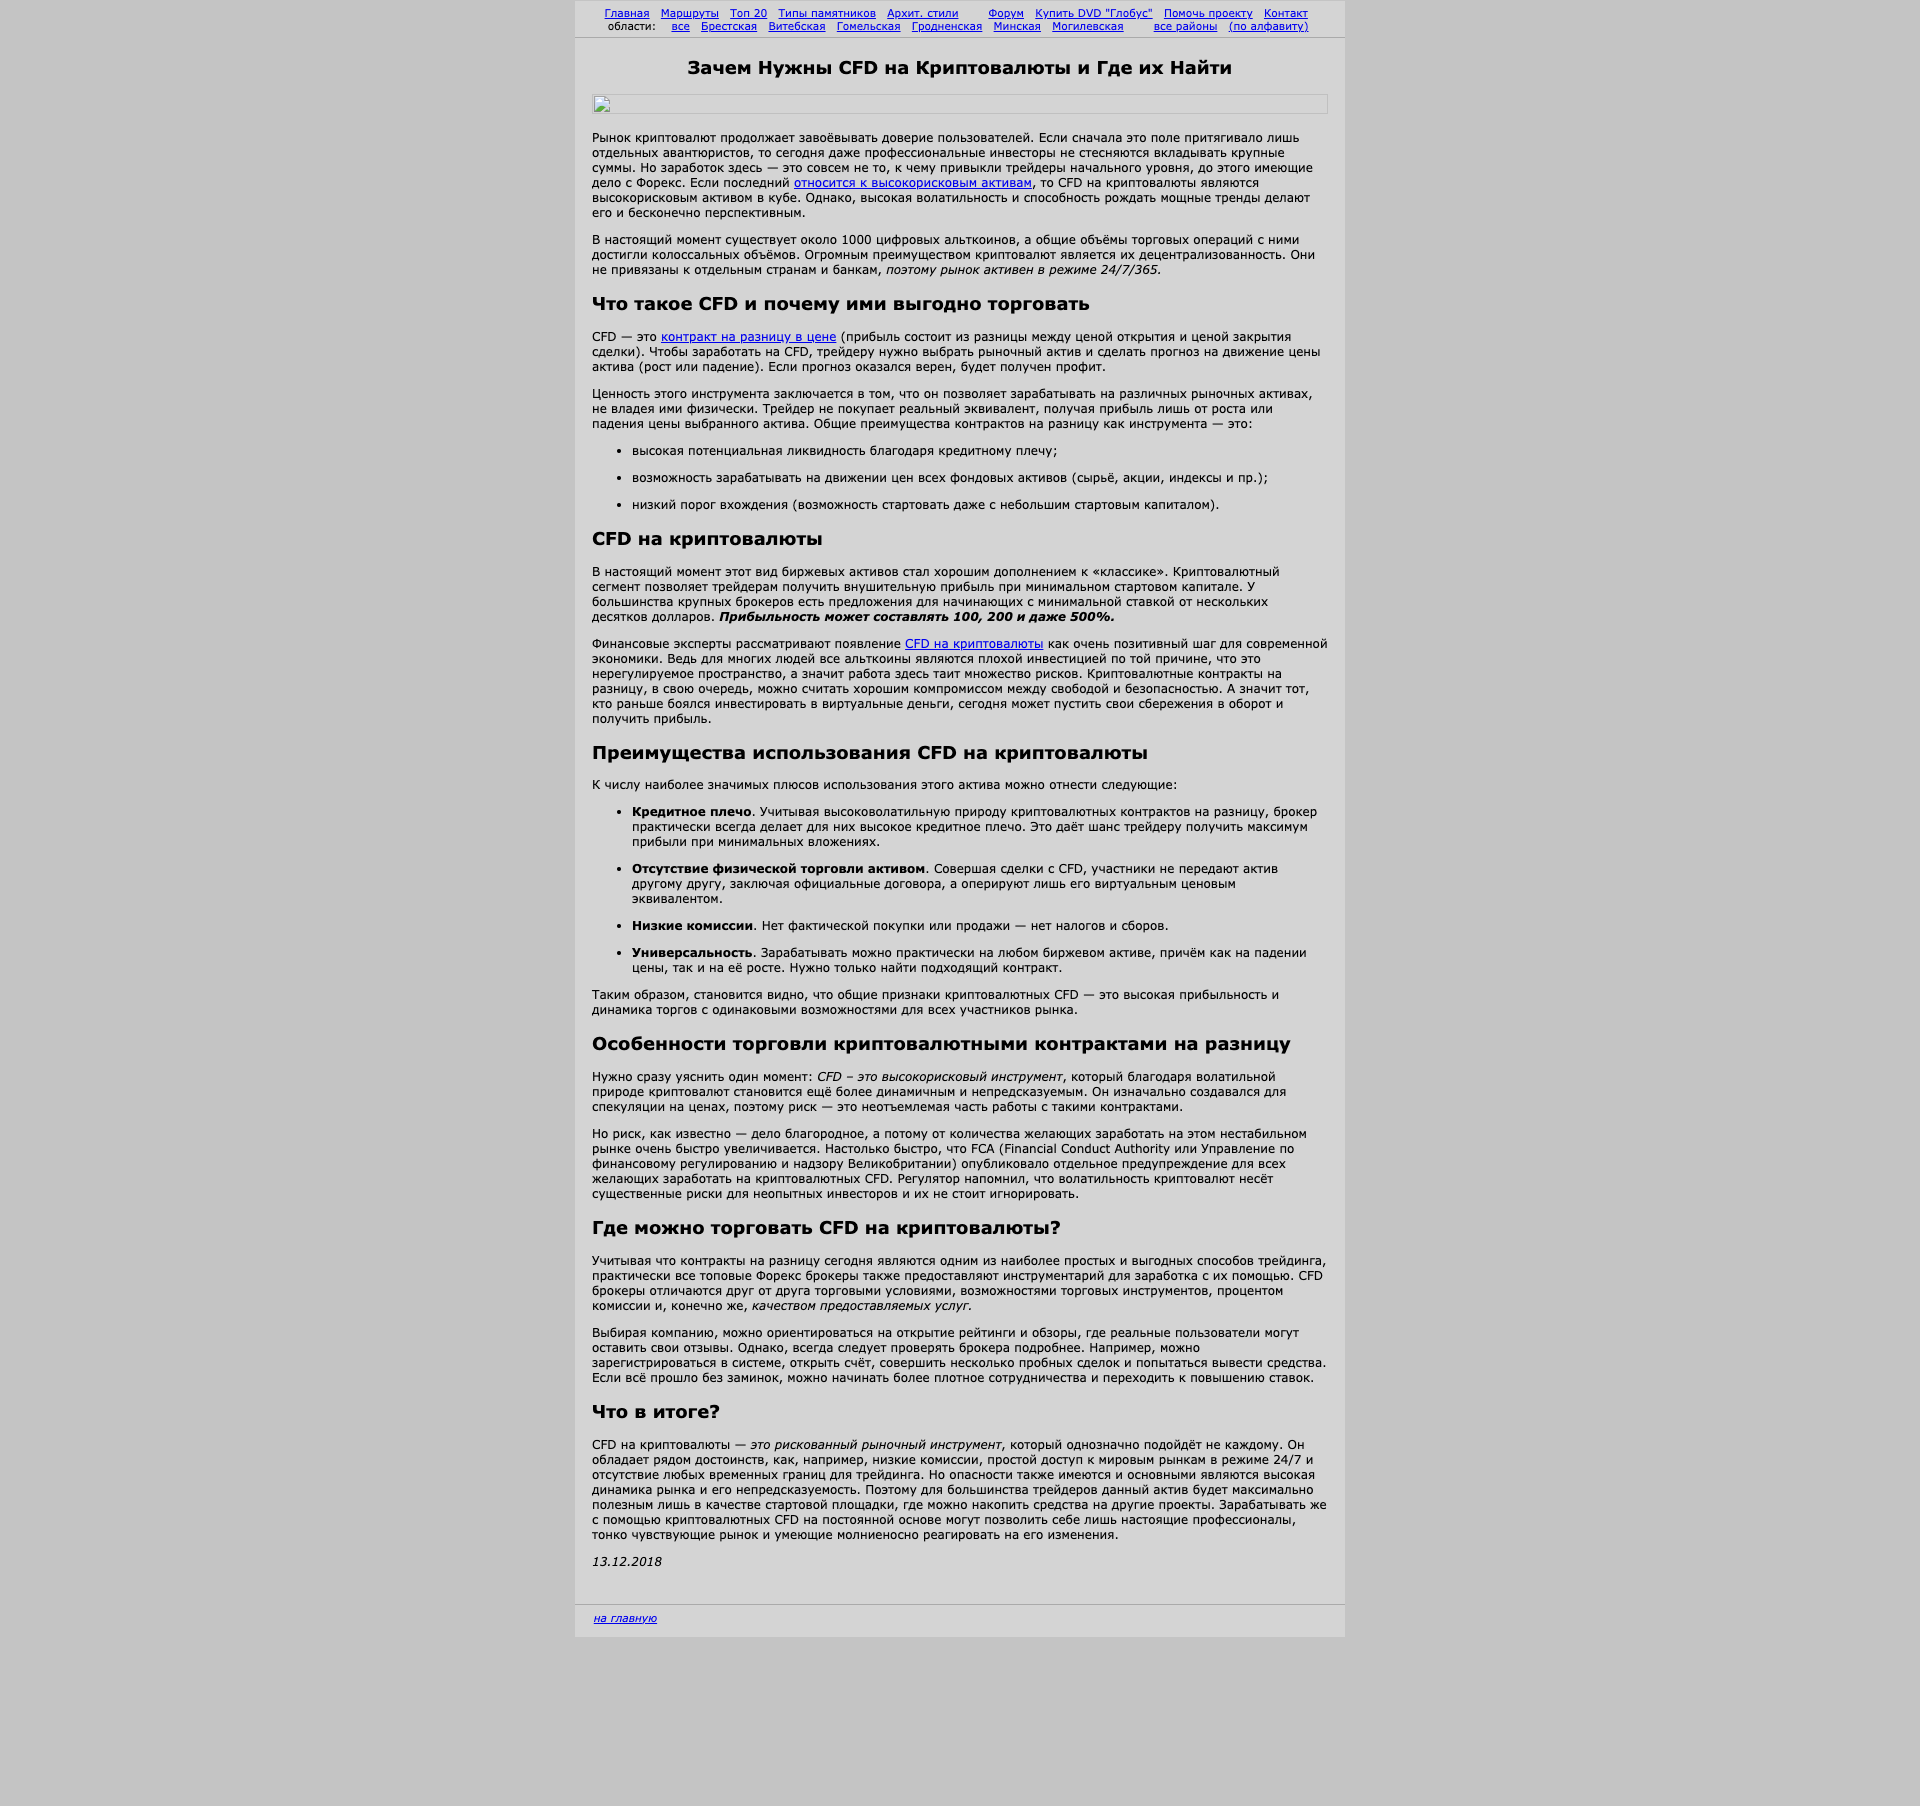 Главная Маршруты Топ 20 Типы памятников Архит. стили Форум Купить DVD "Глобус" Помочь проекту Контакт
области: все Брестская Витебская Гомельская Гродненская Минская Могилевская все районы (по алфавиту)
Зачем Нужны CFD на Криптовалюты и Где их Найти
Рынок криптовалют продолжает завоёвывать доверие пользователей. Если сначала это поле притягивало лишь
отдельных авантюристов, то сегодня даже профессиональные инвесторы не стесняются вкладывать крупные
суммы. Но заработок здесь — это совсем не то, к чему привыкли трейдеры начального уровня, до этого имеющие
дело с Форекс. Если последний относится к высокорисковым активам, то CFD на криптовалюты являются
высокорисковым активом в кубе. Однако, высокая волатильность и способность рождать мощные тренды делают
его и бесконечно перспективным.
В настоящий момент существует около 1000 цифровых альткоинов, а общие объёмы торговых операций с ними
достигли колоссальных объёмов. Огромным преимуществом криптовалют является их децентрализованность. Они
не привязаны к отдельным странам и банкам, поэтому рынок активен в режиме 24/7/365.
Что такое CFD и почему ими выгодно торговать
CFD — это контракт на разницу в цене (прибыль состоит из разницы между ценой открытия и ценой закрытия
сделки). Чтобы заработать на CFD, трейдеру нужно выбрать рыночный актив и сделать прогноз на движение цены
актива (рост или падение). Если прогноз оказался верен, будет получен профит.
Ценность этого инструмента заключается в том, что он позволяет зарабатывать на различных рыночных активах,
не владея ими физически. Трейдер не покупает реальный эквивалент, получая прибыль лишь от роста или
падения цены выбранного актива. Общие преимущества контрактов на разницу как инструмента — это:
• высокая потенциальная ликвидность благодаря кредитному плечу;
• возможность зарабатывать на движении цен всех фондовых активов (сырьё, акции, индексы и пр.);
• низкий порог вхождения (возможность стартовать даже с небольшим стартовым капиталом).
CFD на криптовалюты
В настоящий момент этот вид биржевых активов стал хорошим дополнением к «классике». Криптовалютный
сегмент позволяет трейдерам получить внушительную прибыль при минимальном стартовом капитале. У
большинства крупных брокеров есть предложения для начинающих с минимальной ставкой от нескольких
десятков долларов. Прибыльность может составлять 100, 200 и даже 500%.
Финансовые эксперты рассматривают появление CFD на криптовалюты как очень позитивный шаг для современной
экономики. Ведь для многих людей все альткоины являются плохой инвестицией по той причине, что это
нерегулируемое пространство, а значит работа здесь таит множество рисков. Криптовалютные контракты на
разницу, в свою очередь, можно считать хорошим компромиссом между свободой и безопасностью. А значит тот,
кто раньше боялся инвестировать в виртуальные деньги, сегодня может пустить свои сбережения в оборот и
получить прибыль.
Преимущества использования CFD на криптовалюты
К числу наиболее значимых плюсов использования этого актива можно отнести следующие:
• Кредитное плечо. Учитывая высоковолатильную природу криптовалютных контрактов на разницу, брокер
практически всегда делает для них высокое кредитное плечо. Это даёт шанс трейдеру получить максимум
прибыли при минимальных вложениях.
• Отсутствие физической торговли активом. Совершая сделки с CFD, участники не передают актив
другому другу, заключая официальные договора, а оперируют лишь его виртуальным ценовым
эквивалентом.
• Низкие комиссии. Нет фактической покупки или продажи — нет налогов и сборов.
• Универсальность. Зарабатывать можно практически на любом биржевом активе, причём как на падении
цены, так и на её росте. Нужно только найти подходящий контракт.
Таким образом, становится видно, что общие признаки криптовалютных CFD — это высокая прибыльность и
динамика торгов с одинаковыми возможностями для всех участников рынка.
Особенности торговли криптовалютными контрактами на разницу
Нужно сразу уяснить один момент: CFD – это высокорисковый инструмент, который благодаря волатильной
природе криптовалют становится ещё более динамичным и непредсказуемым. Он изначально создавался для
спекуляции на ценах, поэтому риск — это неотъемлемая часть работы с такими контрактами.
Но риск, как известно — дело благородное, а потому от количества желающих заработать на этом нестабильном
рынке очень быстро увеличивается. Настолько быстро, что FCA (Financial Conduct Authority или Управление по
финансовому регулированию и надзору Великобритании) опубликовало отдельное предупреждение для всех
желающих заработать на криптовалютных CFD. Регулятор напомнил, что волатильность криптовалют несёт
существенные риски для неопытных инвесторов и их не стоит игнорировать.
Где можно торговать CFD на криптовалюты?
Учитывая что контракты на разницу сегодня являются одним из наиболее простых и выгодных способов трейдинга,
практически все топовые Форекс брокеры также предоставляют инструментарий для заработка с их помощью. CFD
брокеры отличаются друг от друга торговыми условиями, возможностями торговых инструментов, процентом
комиссии и, конечно же, качеством предоставляемых услуг.
Выбирая компанию, можно ориентироваться на открытие рейтинги и обзоры, где реальные пользователи могут
оставить свои отзывы. Однако, всегда следует проверять брокера подробнее. Например, можно
зарегистрироваться в системе, открыть счёт, совершить несколько пробных сделок и попытаться вывести средства.
Если всё прошло без заминок, можно начинать более плотное сотрудничества и переходить к повышению ставок.
Что в итоге?
CFD на криптовалюты — это рискованный рыночный инструмент, который однозначно подойдёт не каждому. Он
обладает рядом достоинств, как, например, низкие комиссии, простой доступ к мировым рынкам в режиме 24/7 и
отсутствие любых временных границ для трейдинга. Но опасности также имеются и основными являются высокая
динамика рынка и его непредсказуемость. Поэтому для большинства трейдеров данный актив будет максимально
полезным лишь в качестве стартовой площадки, где можно накопить средства на другие проекты. Зарабатывать же
с помощью криптовалютных CFD на постоянной основе могут позволить себе лишь настоящие профессионалы,
тонко чувствующие рынок и умеющие молниеносно реагировать на его изменения.
13.12.2018
на главную